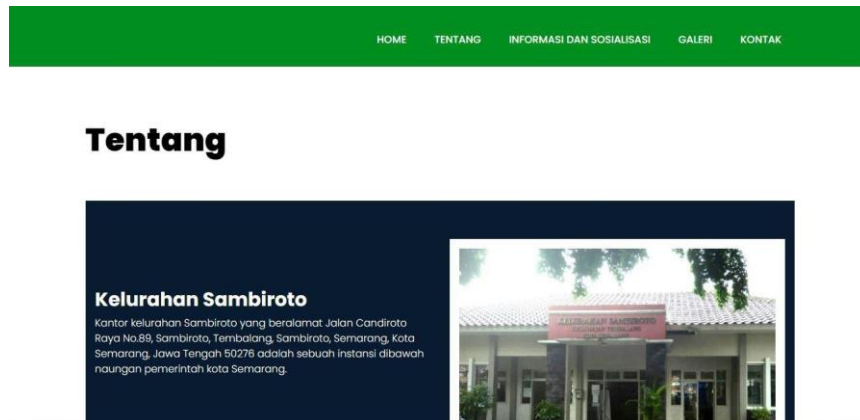 HOME TENTANG INFORMASI DAN SOSIALISASI GALERI KONTAK
Tentang
Kelurahan Sambiroto
Kantor kelurahan Sambiroto yang beralamat Jalan Candiroto
Raya No.89, Sambiroto, Tembalang, Sambiroto, Semarang, Kota
Semarang, Jawa Tengah 50276 adalah sebuah instansi dibawah
naungan pemerintah kota Semarang.
KELURAHAN SAMBIROTO
KECAMATAN TEMBALANG